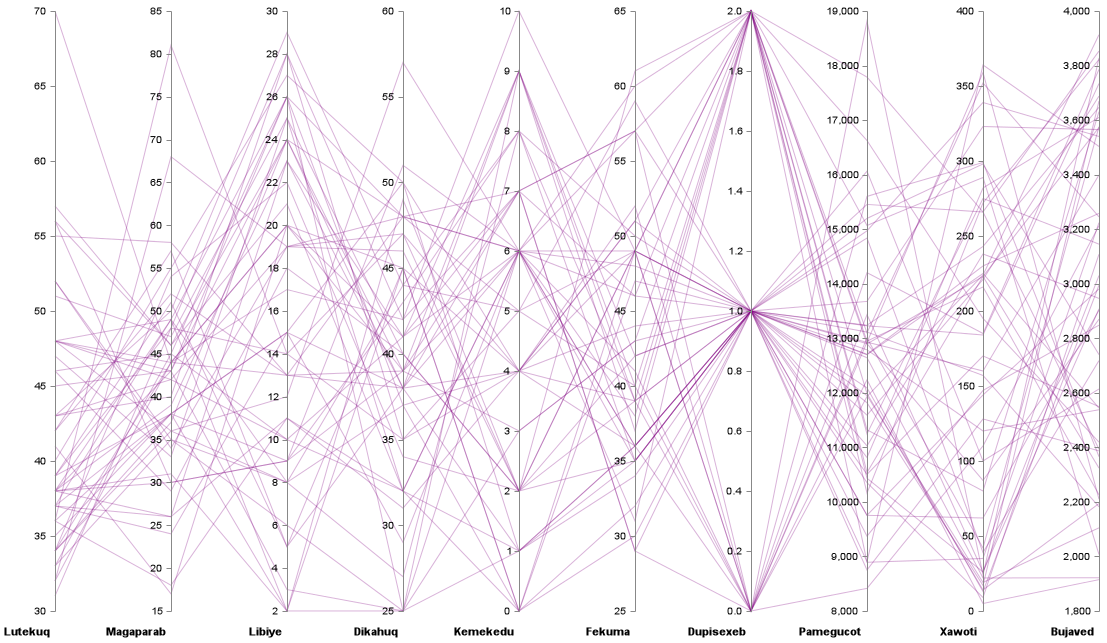 70 85 30 60 10 65 2.0 19,000 400 4,000
80 28 9 60 1.8 18,000 350 3,800
65 75 26 55 8 1.6 17,000 3,600
60 70 24 50 7 55 1.4 16,000 300 3,400
65 22
55 60 20 45 6 50 1.2 15,000 250 3,200
55 18
50 50 16 40 5 45 1.0 14,000 200 3,000
45 14 13,000 2,800
45 40 12 35 4 40 0.8 12,000 150 2,600
40 35 10 3 35 0.6 11,000 100 2,400
30 8 30 2 0.4 10,000 2,200
35 25 6 1 30 0.2 9,000 50 2,000
20 4
30 15 2 25 0 25 0.0 8,000 0 1,800
Lutekuq Magaparab Libiye Dikahuq Kemekedu Fekuma Dupisexeb Pamegucot Xawoti Bujaved